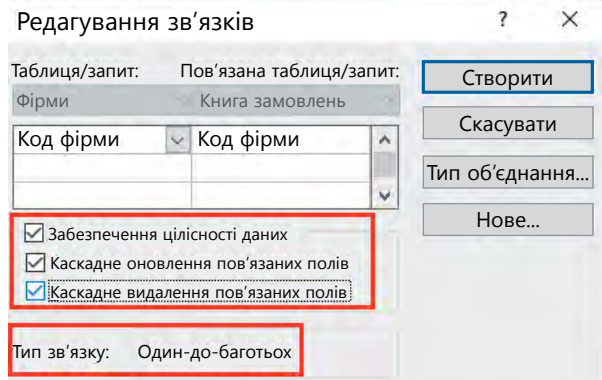 Редагування зв'язків ? ×
Таблиця/запит: Пов'язана таблиця/запит:
Фірми Книга замовлень
Код фірми Код фірми
Забезпечення цілісності даних
Каскадне оновлення пов'язаних полів
Каскадне видалення пов'язаних полів
Тип зв'язку: Один-до-баготьох
Створити
Скасувати
Тип об'єднання...
Нове...